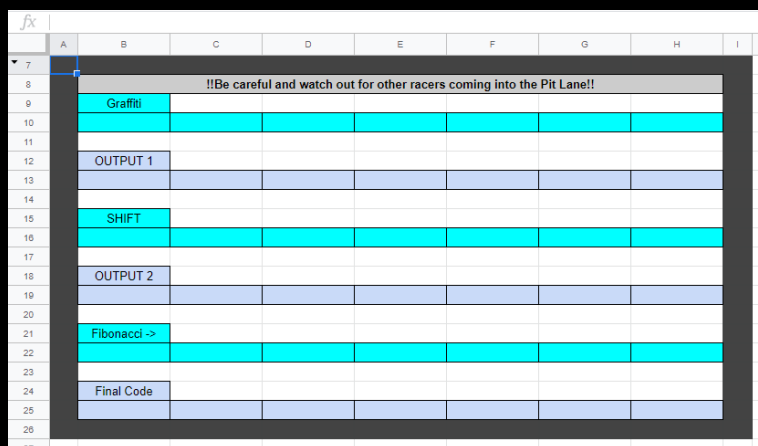 fx
A B C D E F G H I
7
8 !!Be careful and watch out for other racers coming into the Pit Lane!!
9 Graffiti
10
11
12 OUTPUT 1
13
14
15 SHIFT
16
17
18 OUTPUT 2
19
20
21 Fibonacci ->
22
23
24 Final Code
25
26